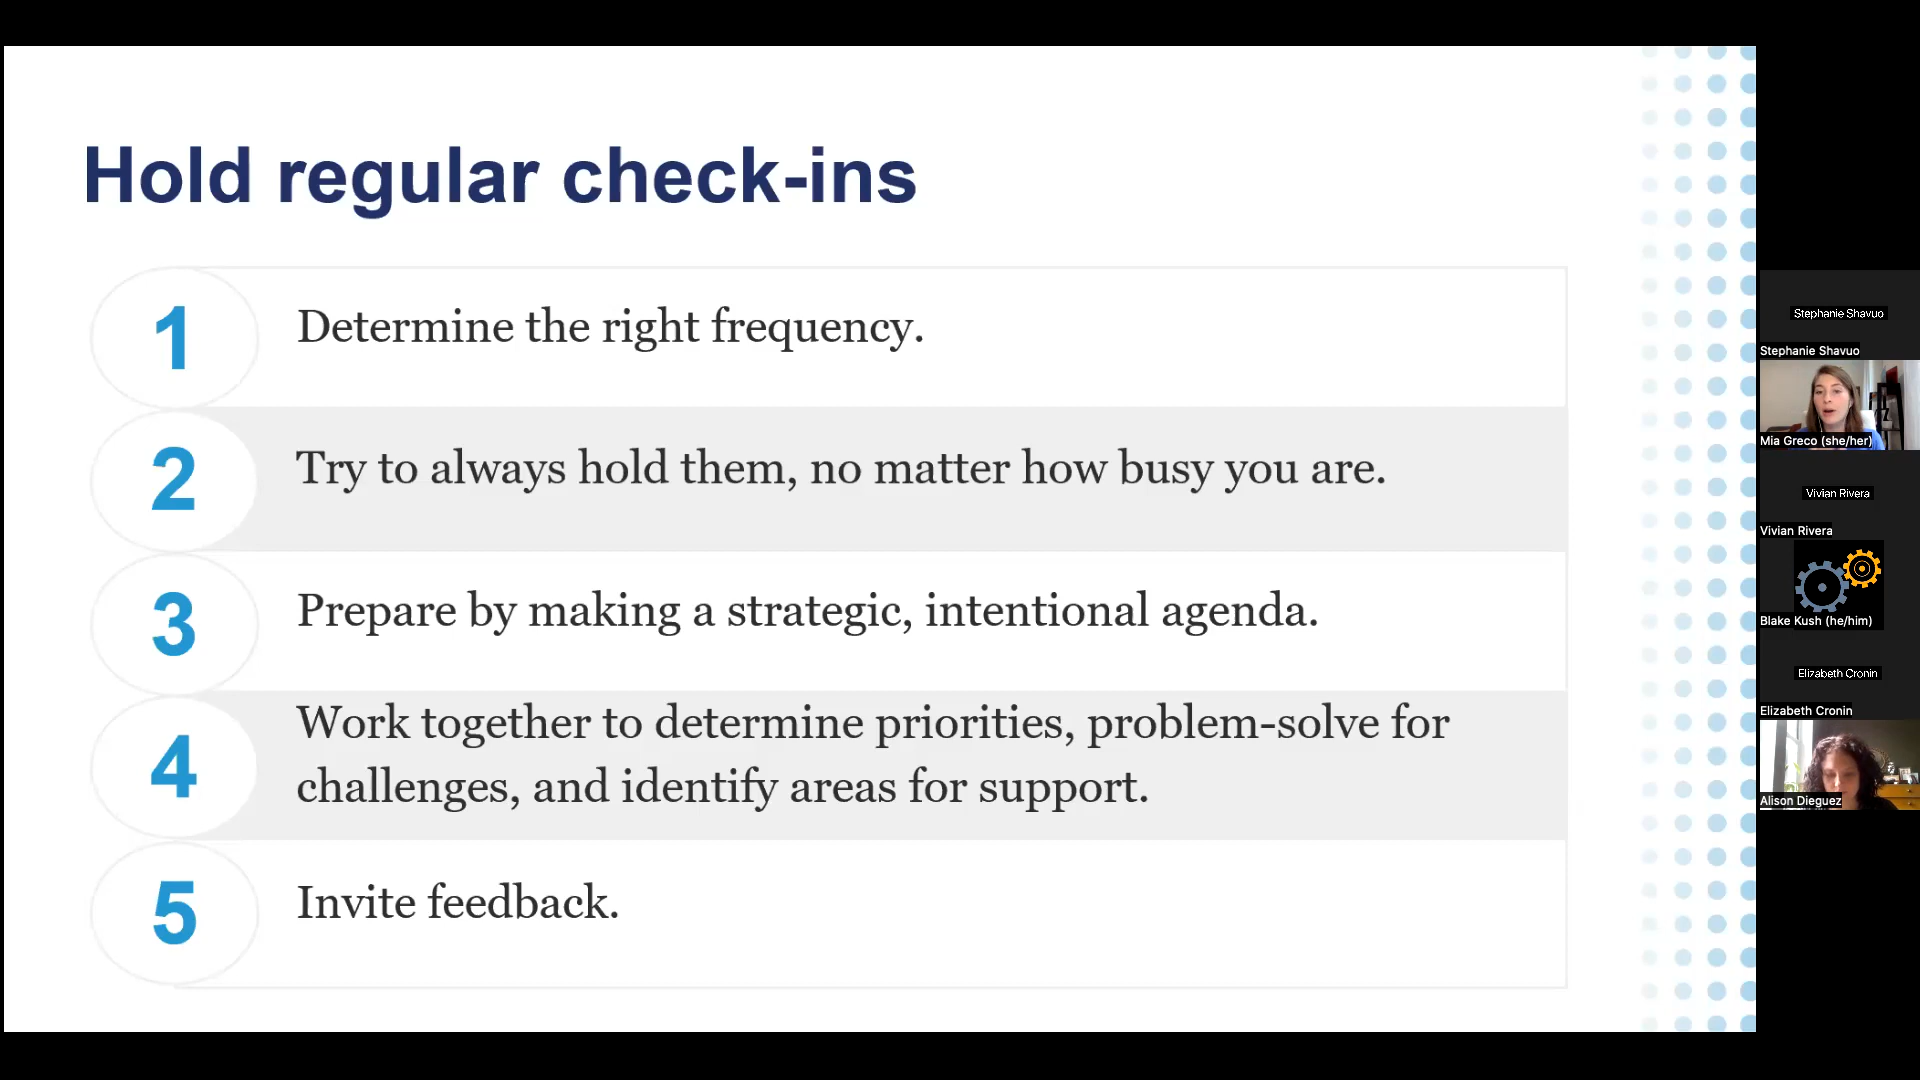 Hold regular check-ins
1
Determine the right frequency.
2
Try to always hold them, no matter how busy you are.
3
Prepare by making a strategic, intentional agenda.
4
Work together to determine priorities, problem-solve for
challenges, and identify areas for support.
5
Invite feedback.
Stephanie Shavuo
Stephanie Shavuo
Mia Greco (she/her)
Vivian Rivera
Vivian Rivera
Blake Kush (he/him)
Elizabeth Cronin
Elizabeth Cronin
Alison Dieguez